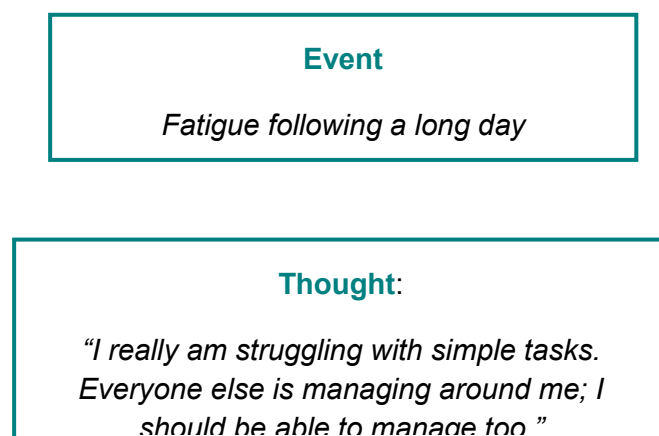 Event
Fatigue following a long day
Thought:
“I really am struggling with simple tasks.
Everyone else is managing around me; I
should be able to manage too.”